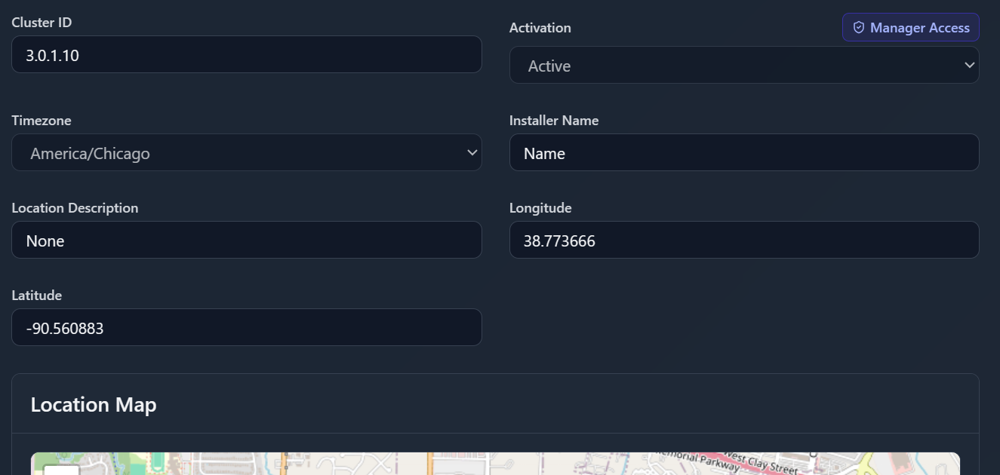 Cluster ID
3.0.1.10
Activation
Manager Access
Active
Timezone
America/Chicago
Installer Name
Name
Location Description
None
Longitude
38.773666
Latitude
-90.560883
Location Map
Memorial Parkway
West Clay Street